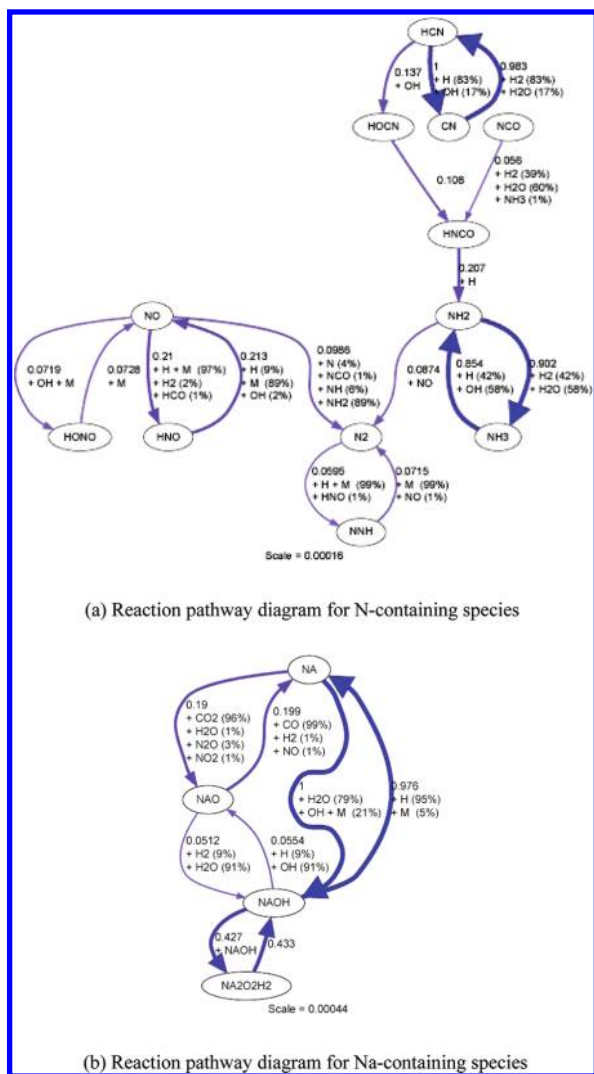 HCN
0.137
+ OH
1
+ H (83%)
+ OH (17%)
0.983
+ H2 (83%)
+ H2O (17%)
HOCN
CN
NCO
0.108
0.056
+ H2 (39%)
+ H2O (60%)
+ NH3 (1%)
HNCO
0.207
+ H
NO
NH2
0.0719
+ OH + M
0.0728
+ M
0.21
+ H + M (97%)
+ H2 (2%)
+ HCO (1%)
0.213
+ H (9%)
+ M (89%)
+ OH (2%)
0.0986
+ N (4%)
+ NCO (1%)
+ NH (6%)
+ NH2 (89%)
0.0874
+ NO
0.854
+ H (42%)
+ OH (58%)
0.902
+ H2 (42%)
+ H2O (58%)
HONO
HNO
N2
NH3
0.0595
+ H + M (99%)
+ HNO (1%)
0.0715
+ M (99%)
+ NO (1%)
NNH
Scale = 0.00016
(a) Reaction pathway diagram for N-containing species
NA
0.19
+ CO2 (96%)
+ H2O (1%)
+ N2O (3%)
+ NO2 (1%)
0.199
+ CO (99%)
+ H2 (1%)
+ NO (1%)
1
+ H2O (79%)
+ OH + M (21%)
0.976
+ H (95%)
+ M (5%)
NAO
0.0512
+ H2 (9%)
+ H2O (91%)
0.0554
+ H (9%)
+ OH (91%)
NAOH
0.427
+ NAOH
0.433
NA2O2H2
Scale = 0.00044
(b) Reaction pathway diagram for Na-containing species